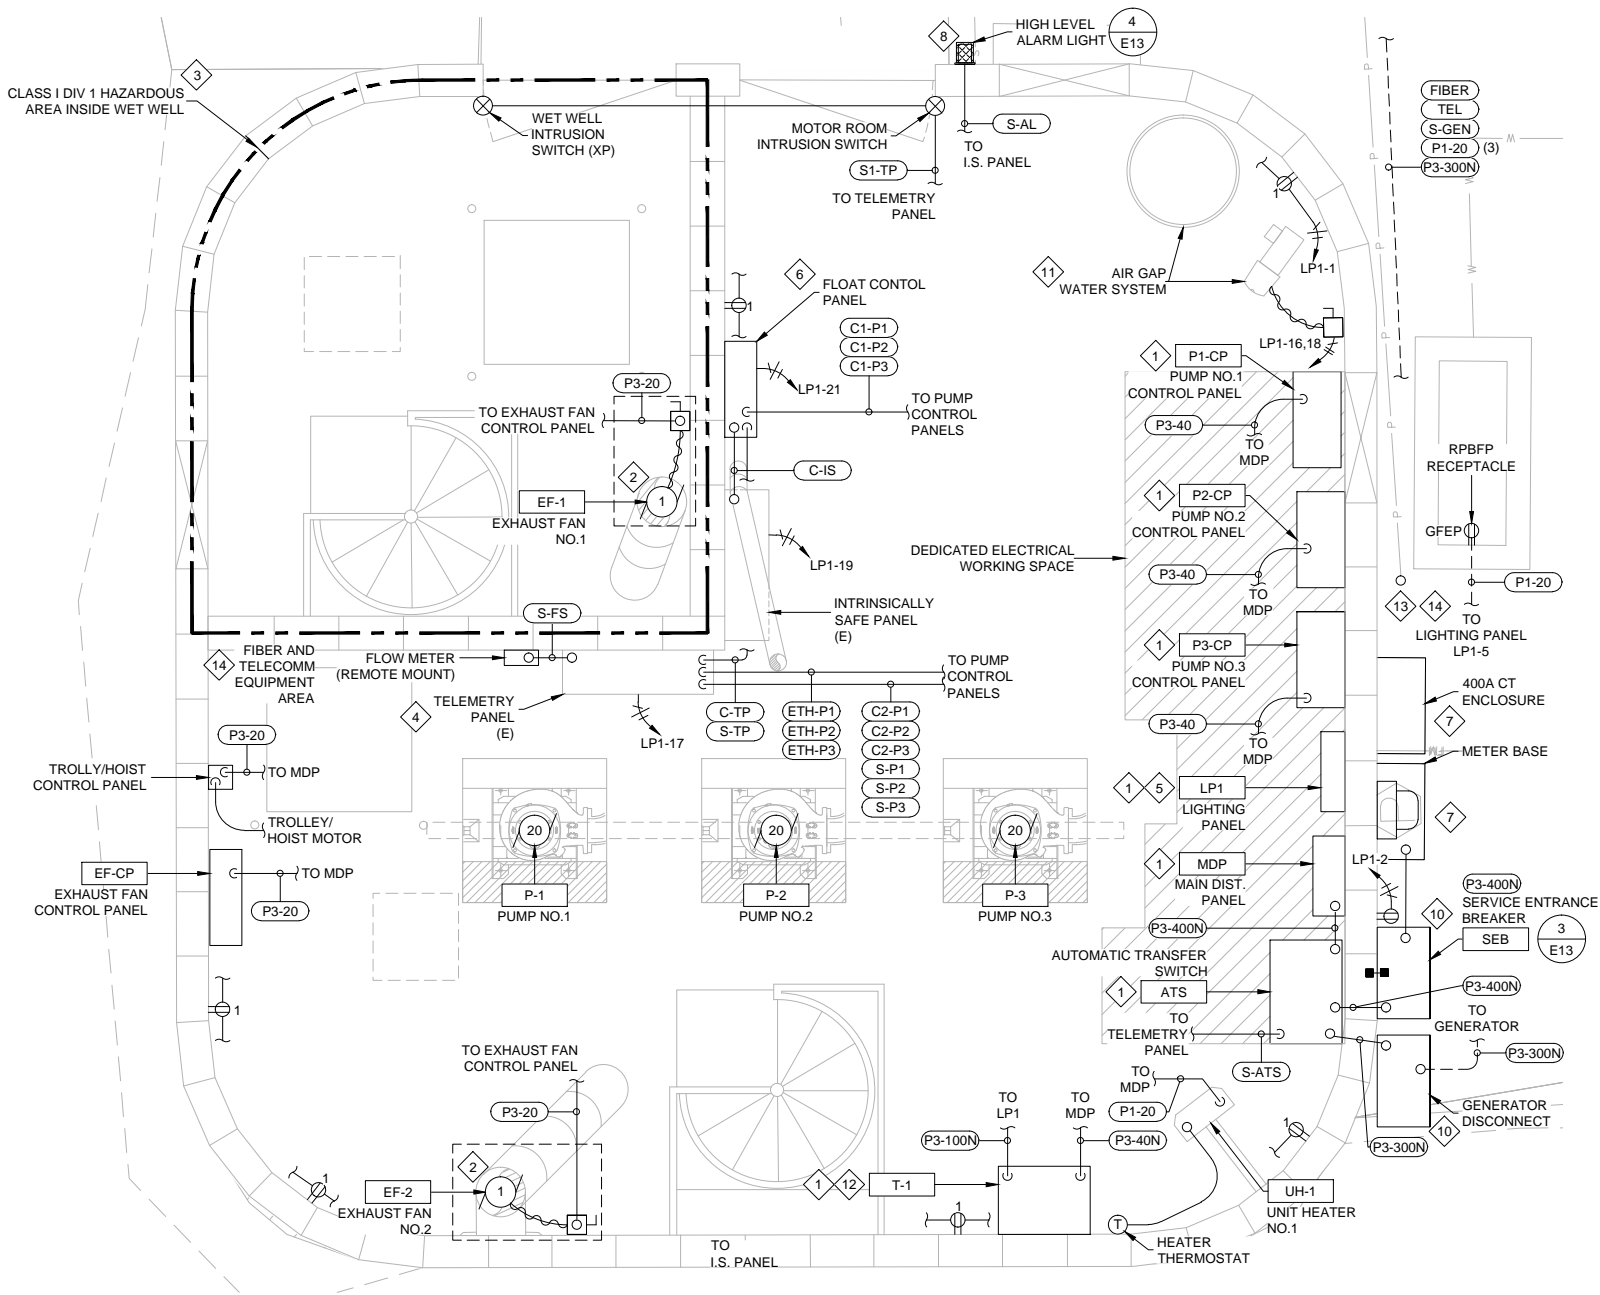 8
HIGH LEVEL
ALARM LIGHT
4
E13
3
CLASS I DIV 1 HAZARDOUS
AREA INSIDE WET WELL
WET WELL
INTRUSION
SWITCH (XP)
MOTOR ROOM
INTRUSION SWITCH
S-AL
TO
I.S. PANEL
S1-TP
TO TELEMETRY
PANEL
FIBER
TEL
S-GEN
P1-20
(3)
P3-300N
P
P
W
W
W
P
P
P
1
LP1-1
11
AIR GAP
WATER SYSTEM
LP1-16,18
6
FLOAT CONTOL
PANEL
1
C1-P1
C1-P2
C1-P3
LP1-21
TO PUMP
CONTROL
PANELS
P3-20
TO EXHAUST FAN
CONTROL PANEL
C-IS
2
EF-1
1
EXHAUST FAN
NO.1
LP1-19
INTRINSICALLY
SAFE PANEL
(E)
1
P1-CP
PUMP NO.1
CONTROL PANEL
P3-40
TO
MDP
1
P2-CP
PUMP NO.2
CONTROL PANEL
DEDICATED ELECTRICAL
WORKING SPACE
P3-40
TO
MDP
1
P3-CP
PUMP NO.3
CONTROL PANEL
P3-40
TO
MDP
RPBFP
RECEPTACLE
GFEP
P1-20
13
14
TO
LIGHTING PANEL
LP1-5
400A CT
ENCLOSURE
7
FM
METER BASE
7
S-FS
14
FIBER AND
TELECOMM
EQUIPMENT
AREA
FLOW METER
(REMOTE MOUNT)
TELEMETRY
PANEL
(E)
4
LP1-17
C-TP
S-TP
ETH-P1
ETH-P2
ETH-P3
C2-P1
C2-P2
C2-P3
S-P1
S-P2
S-P3
TO PUMP
CONTROL
PANELS
P3-20
TROLLY/HOIST
CONTROL PANEL
TO MDP
TROLLEY/
HOIST MOTOR
EF-CP
EXHAUST FAN
CONTROL PANEL
TO MDP
P3-20
20
P-1
PUMP NO.1
20
P-2
PUMP NO.2
20
P-3
PUMP NO.3
1
5
LP1
LIGHTING
PANEL
1
MDP
MAIN DIST.
PANEL
LP1-2
P3-400N
P3-400N
SERVICE ENTRANCE
BREAKER
10
SEB
3
E13
AUTOMATIC TRANSFER
SWITCH
1
ATS
P3-400N
TO
TELEMETRY
PANEL
S-ATS
TO
GENERATOR
P3-300N
GENERATOR
DISCONNECT
10
P3-300N
1
TO EXHAUST FAN
CONTROL PANEL
P3-20
2
EF-2
1
EXHAUST FAN
NO.2
1
TO
I.S. PANEL
TO
LP1
TO
MDP
P3-100N
P3-40N
1
12
T-1
1
TO
MDP
P1-20
1
UH-1
UNIT HEATER
NO.1
T
HEATER
THERMOSTAT